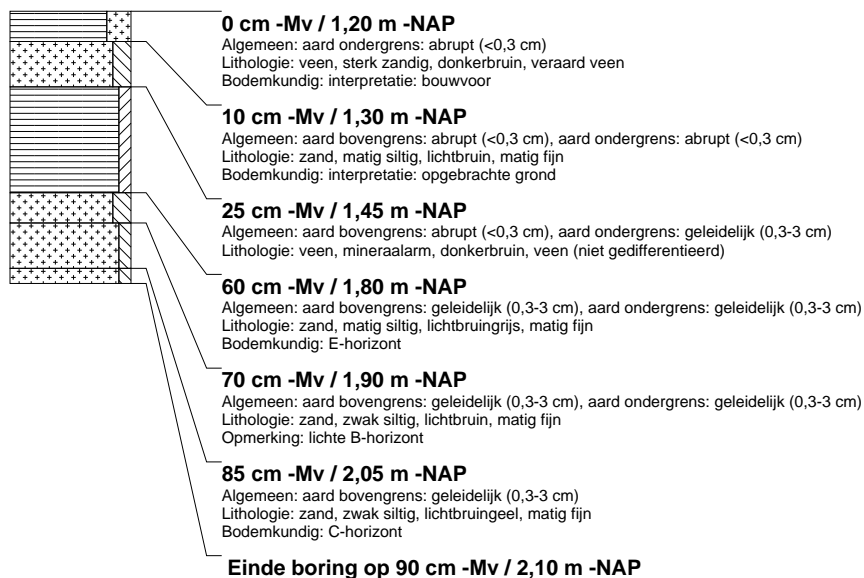 0 cm -Mv / 1,20 m -NAP
Algemeen: aard ondergrens: abrupt (<0,3 cm)
Lithologie: veen, sterk zandig, donkerbruin, veraard veen
Bodemkundig: interpretatie: bouwvoor
10 cm -Mv / 1,30 m -NAP
Algemeen: aard bovengrens: abrupt (<0,3 cm), aard ondergrens: abrupt (<0,3 cm)
Lithologie: zand, matig siltig, lichtbruin, matig fijn
Bodemkundig: interpretatie: opgebrachte grond
25 cm -Mv / 1,45 m -NAP
Algemeen: aard bovengrens: abrupt (<0,3 cm), aard ondergrens: geleidelijk (0,3-3 cm)
Lithologie: veen, mineraalarm, donkerbruin, veen (niet gedifferentieerd)
60 cm -Mv / 1,80 m -NAP
Algemeen: aard bovengrens: geleidelijk (0,3-3 cm), aard ondergrens: geleidelijk (0,3-3 cm)
Lithologie: zand, matig siltig, lichtbruingrijs, matig fijn
Bodemkundig: E-horizont
70 cm -Mv / 1,90 m -NAP
Algemeen: aard bovengrens: geleidelijk (0,3-3 cm), aard ondergrens: geleidelijk (0,3-3 cm)
Lithologie: zand, zwak siltig, lichtbruin, matig fijn
Opmerking: lichte B-horizont
85 cm -Mv / 2,05 m -NAP
Algemeen: aard bovengrens: geleidelijk (0,3-3 cm)
Lithologie: zand, zwak siltig, lichtbruingeel, matig fijn
Bodemkundig: C-horizont
Einde boring op 90 cm -Mv / 2,10 m -NAP